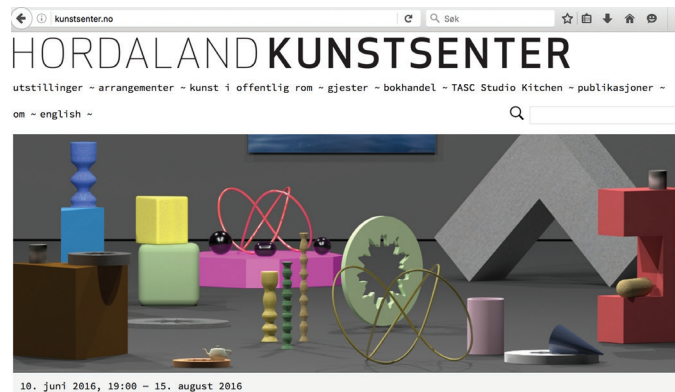 kunstsenter.no
Søk
HORDALAND KUNSTSENTER
utstillinger ~ arrangementer ~ kunst i offentlig rom ~ gjester ~ bokhandel ~ TASC Studio Kitchen ~ publikasjoner ~
om ~ english ~
10. juni 2016, 19:00 – 15. august 2016